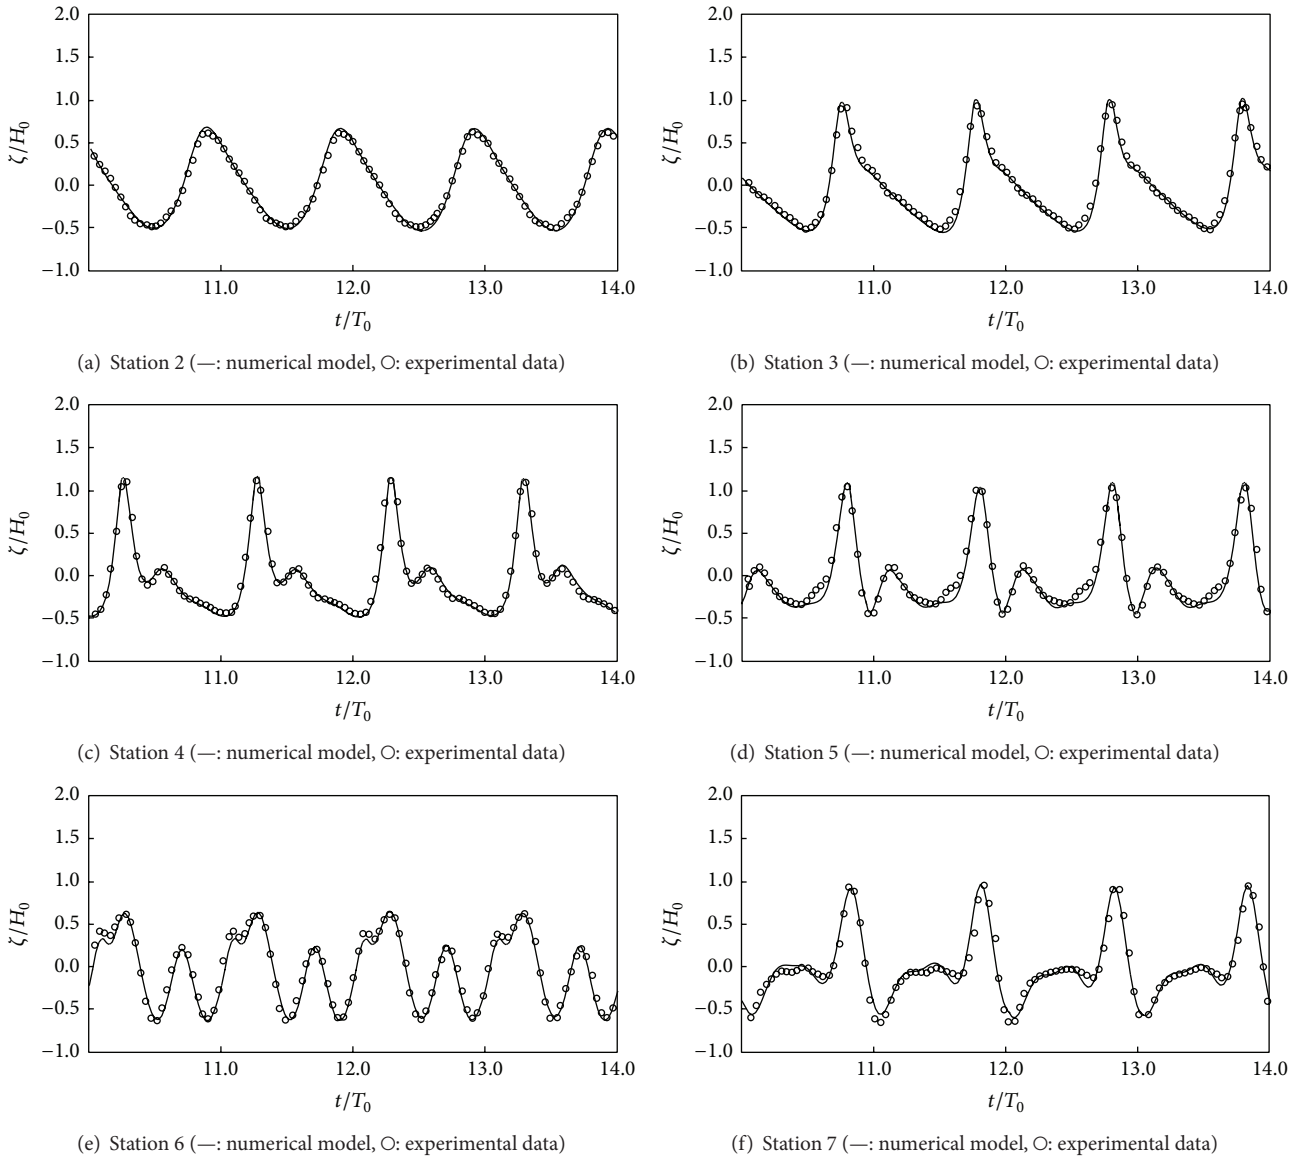 2.0
1.5
1.0
0.5
0.0
−0.5
−1.0
ζ/H₀
11.0 12.0 13.0 14.0
t/T₀
(a) Station 2 (—: numerical model, ○: experimental data)
2.0
1.5
1.0
0.5
0.0
−0.5
−1.0
ζ/H₀
11.0 12.0 13.0 14.0
t/T₀
(b) Station 3 (—: numerical model, ○: experimental data)
2.0
1.5
1.0
0.5
0.0
−0.5
−1.0
ζ/H₀
11.0 12.0 13.0 14.0
t/T₀
(c) Station 4 (—: numerical model, ○: experimental data)
2.0
1.5
1.0
0.5
0.0
−0.5
−1.0
ζ/H₀
11.0 12.0 13.0 14.0
t/T₀
(d) Station 5 (—: numerical model, ○: experimental data)
2.0
1.5
1.0
0.5
0.0
−0.5
−1.0
ζ/H₀
11.0 12.0 13.0 14.0
t/T₀
(e) Station 6 (—: numerical model, ○: experimental data)
2.0
1.5
1.0
0.5
0.0
−0.5
−1.0
ζ/H₀
11.0 12.0 13.0 14.0
t/T₀
(f) Station 7 (—: numerical model, ○: experimental data)